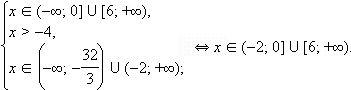 x ∈ (−∞; 0] U [6; +∞),
x > −4,
x ∈ (−∞; −32/3) U (−2; +∞); ⇔ x ∈ (−2; 0] U [6; +∞).